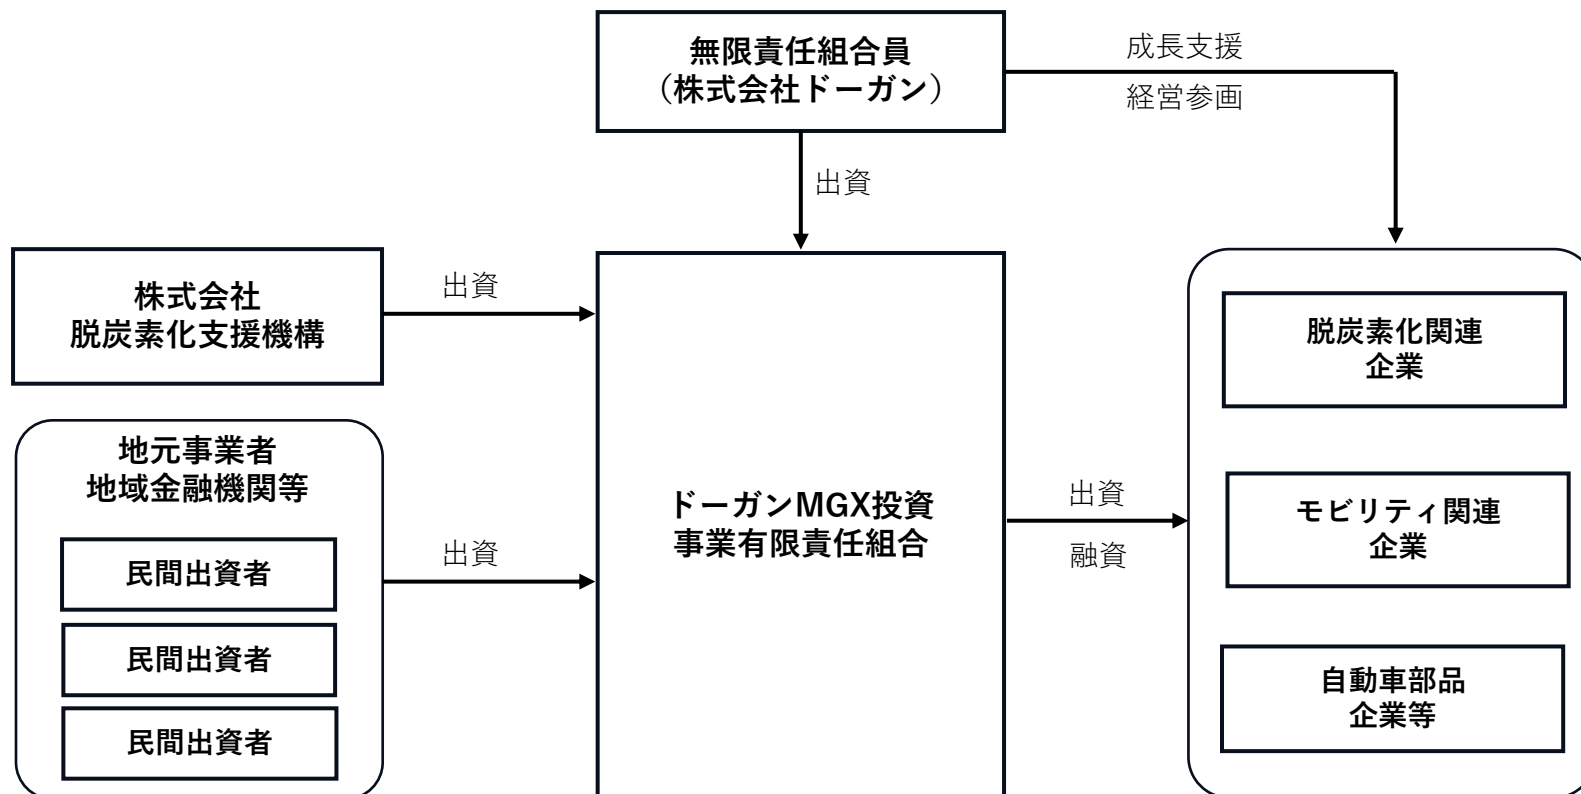 無限責任組合員
（株式会社ドーガン）
成長支援
経営参画
出資
株式会社
脱炭素化支援機構
出資
地元事業者
地域金融機関等
民間出資者
民間出資者
民間出資者
出資
ドーガンMGX投資
事業有限責任組合
出資
融資
脱炭素化関連
企業
モビリティ関連
企業
自動車部品
企業等